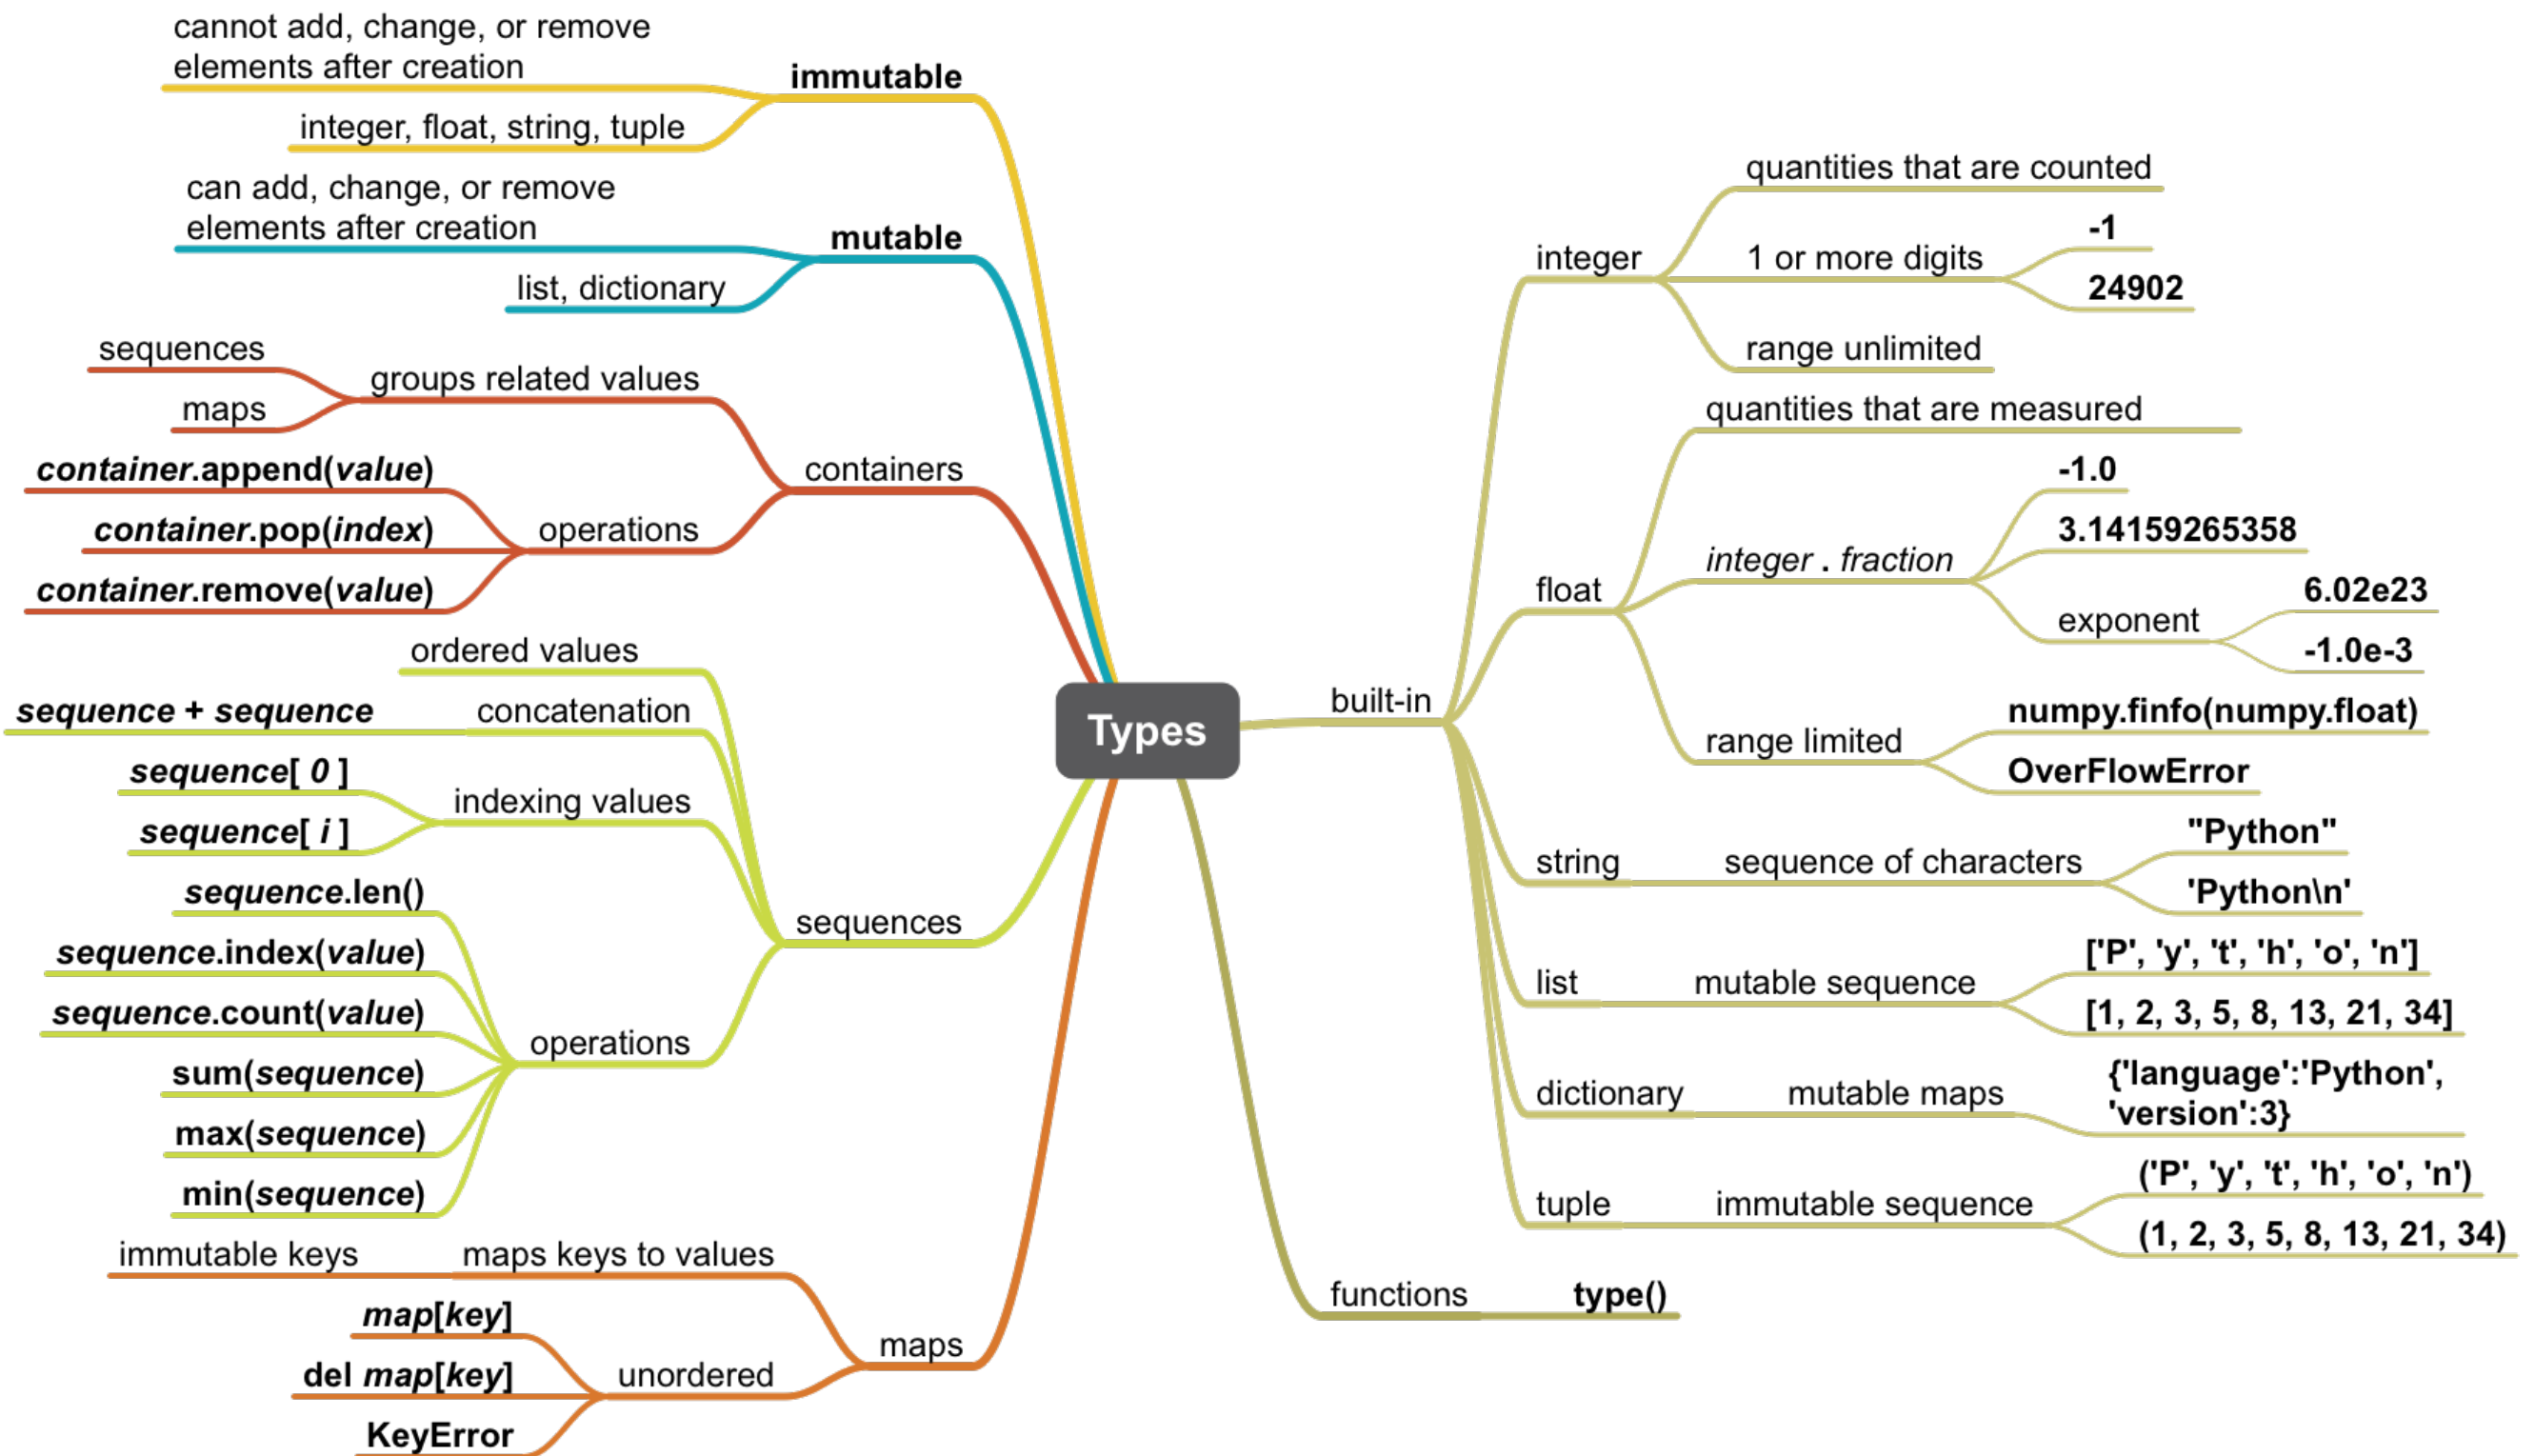 cannot add, change, or remove
elements after creation
immutable
integer, float, string, tuple
can add, change, or remove
elements after creation
mutable
list, dictionary
sequences
groups related values
maps
container.append(value)
containers
container.pop(index)
operations
container.remove(value)
ordered values
sequence + sequence
concatenation
sequence[ 0 ]
indexing values
sequence[ i ]
sequence.len()
sequences
sequence.index(value)
sequence.count(value)
operations
sum(sequence)
max(sequence)
min(sequence)
immutable keys
maps keys to values
map[key]
maps
del map[key]
unordered
KeyError
Types
built-in
integer
quantities that are counted
1 or more digits
-1
24902
range unlimited
float
quantities that are measured
integer . fraction
-1.0
3.14159265358
exponent
6.02e23
-1.0e-3
range limited
numpy.finfo(numpy.float)
OverFlowError
string
sequence of characters
"Python"
'Python\n'
list
mutable sequence
['P', 'y', 't', 'h', 'o', 'n']
[1, 2, 3, 5, 8, 13, 21, 34]
dictionary
mutable maps
{'language':'Python',
'version':3}
tuple
immutable sequence
('P', 'y', 't', 'h', 'o', 'n')
(1, 2, 3, 5, 8, 13, 21, 34)
functions
type()